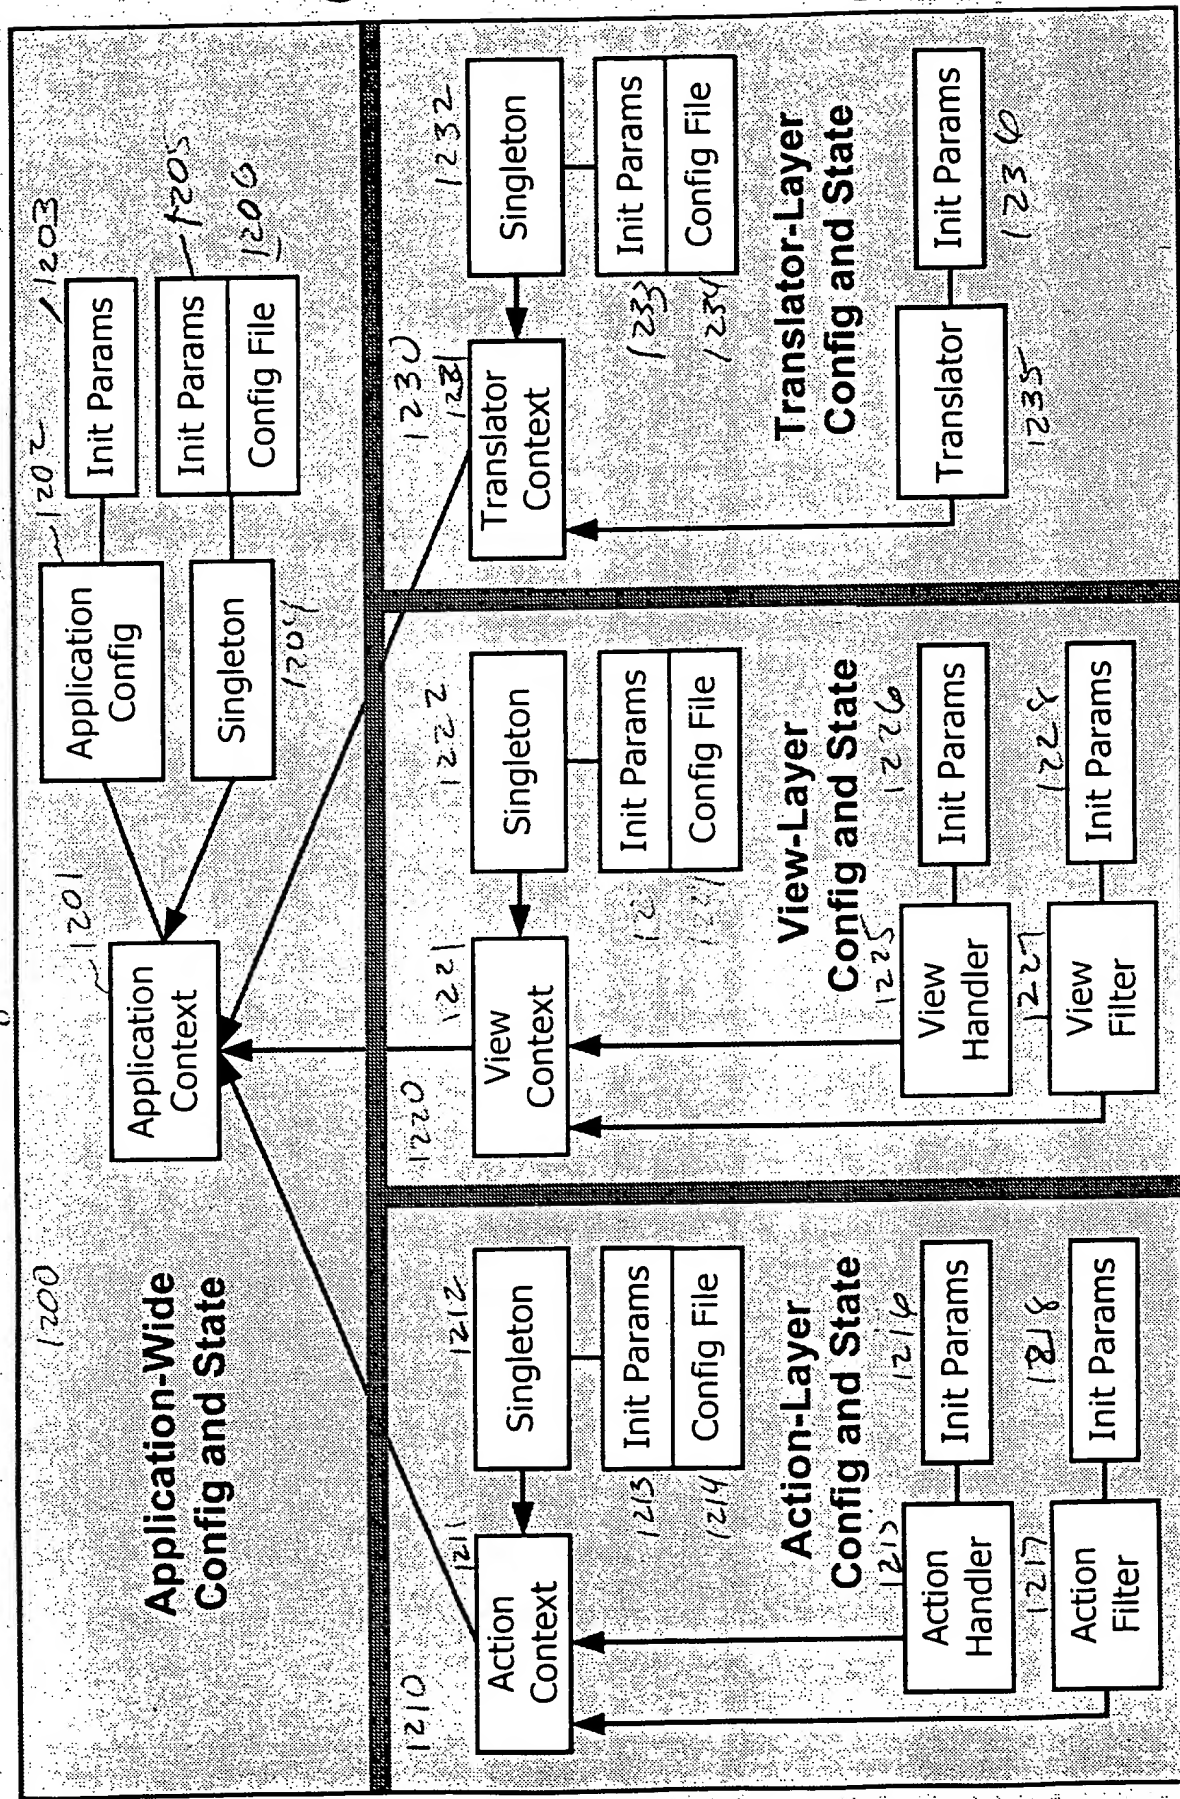 1200
Application-Wide
Config and State
1201
Application
Context
1202
Application
Config
1203
Init Params
Singleton
1204
Init Params
1205
Config File
1206
1210
1211
Action
Context
1212
Singleton
1213
Init Params
1214
Config File
Action-Layer
Config and State
1215
Action
Handler
1216
Init Params
1217
Action
Filter
1218
Init Params
1220
1221
View
Context
1222
Singleton
Init Params
Config File
View-Layer
Config and State
1225
View
Handler
1226
Init Params
1227
View
Filter
1228
Init Params
1230
1231
Translator
Context
1232
Singleton
1233
Init Params
1234
Config File
Translator-Layer
Config and State
Translator
1235
Init Params
1236